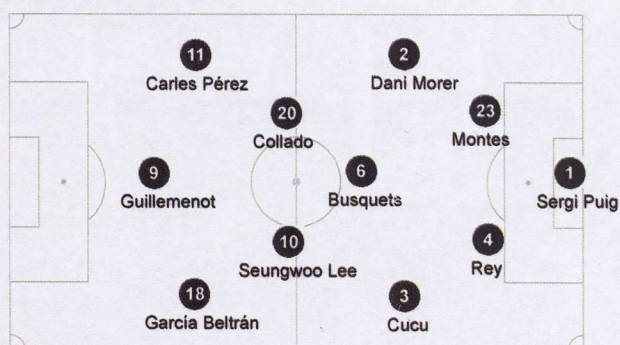 11
Carles Pérez
2
Dani Morer
20
Collado
23
Montes
9
Guillemenot
6
Busquets
1
Sergi Puig
10
Seungwoo Lee
4
Rey
18
García Beltrán
3
Cucu